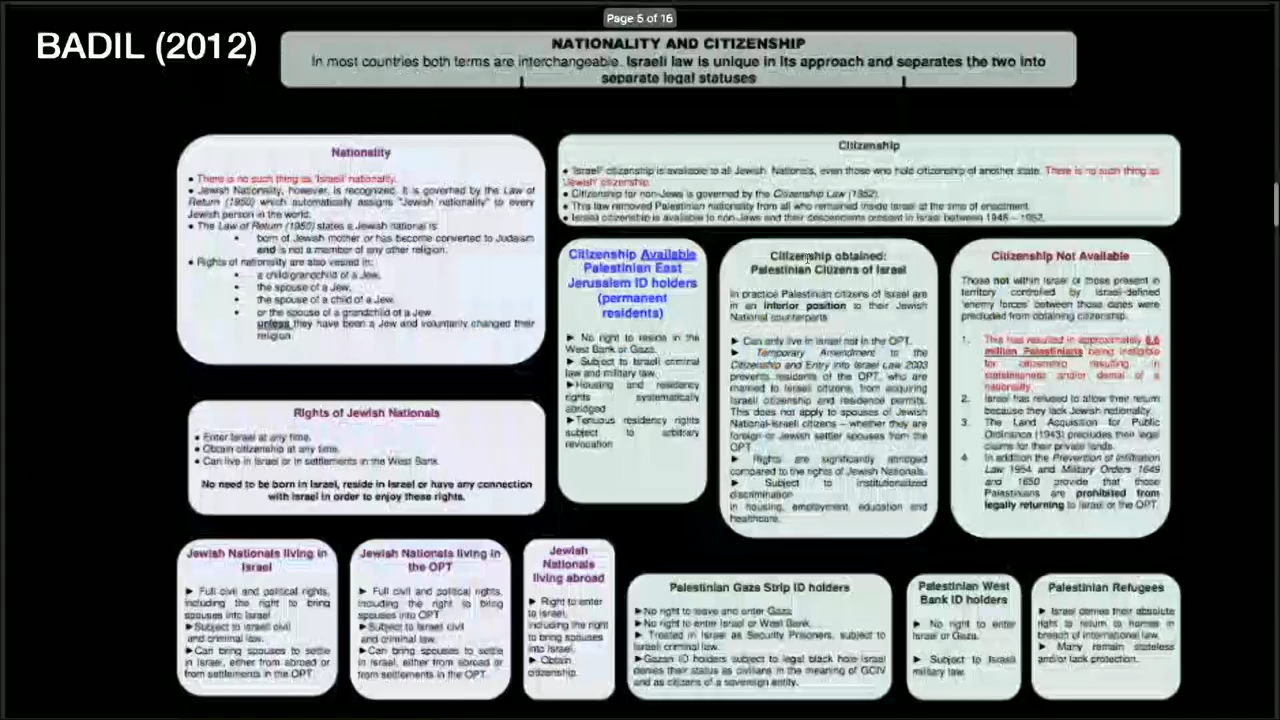 Page 5 of 16
BADIL (2012)
NATIONALITY AND CITIZENSHIP
In most countries both terms are interchangeable. Israeli law is unique in its approach and separates the two into
separate legal statuses
Nationality
• There is no such thing as 'Israeli' nationality.
• Jewish Nationality, however, is recognized. It is governed by the Law of
Return (1950) which automatically assigns "Jewish nationality" to every
Jewish person in the world.
• The Law of Return (1950) states a Jewish national is:
• born of Jewish mother or has become converted to Judaism
and is not a member of any other religion.
• Rights of nationality are also vested in:
• a child/grandchild of a Jew,
• the spouse of a Jew,
• the spouse of a child of a Jew
• or the spouse of a grandchild of a Jew
unless they have been a Jew and voluntarily changed their
religion.
Rights of Jewish Nationals
• Enter Israel at any time.
• Obtain citizenship at any time.
• Can live in Israel or in settlements in the West Bank.
No need to be born in Israel, reside in Israel or have any connection
with Israel in order to enjoy these rights.
Citizenship
• 'Israeli' citizenship is available to all Jewish Nationals, even those who hold citizenship of another state. There is no such thing as
'Jewish' citizenship.
• Citizenship for non-Jews is governed by the Citizenship Law (1952).
• This law removed Palestinian nationality from all who remained inside Israel at the time of enactment.
• Israeli citizenship is available to non-Jews and their descendents present in Israel between 1948 – 1952.
Citizenship Available
Palestinian East
Jerusalem ID holders
(permanent
residents)
► No right to reside in the
West Bank or Gaza.
► Subject to Israeli criminal
law and military law.
►Housing and residency
rights systematically
abridged
►Tenuous residency rights
subject to arbitrary
revocation
Citizenship obtained:
Palestinian Citizens of Israel
In practice Palestinian citizens of Israel are
in an inferior position to their Jewish
National counterparts
► Can only live in Israel not in the OPT.
► Temporary Amendment to the
Citizenship and Entry into Israel Law 2003
prevents residents of the OPT, who are
married to Israeli citizens, from acquiring
Israeli citizenship and residence permits.
This does not apply to spouses of Jewish
National-Israeli citizens – whether they are
foreign or Jewish settler spouses from the
OPT.
► Rights are significantly abridged
compared to the rights of Jewish Nationals.
► Subject to institutionalized
discrimination
in housing, employment education and
healthcare.
Citizenship Not Available
Those not within Israel or those present in
territory controlled by Israel-defined
'enemy forces' between those dates were
precluded from obtaining citizenship.
1. This has resulted in approximately 6.6
million Palestinians being ineligible
for citizenship resulting in
statelessness and/or denial of a
nationality.
2. Israel has refused to allow their return
because they lack Jewish nationality.
3. The Land Acquisition for Public
Ordinance (1943) precludes their legal
claims for their private lands.
4. In addition the Prevention of Infiltration
Law 1954 and Military Orders 1649
and 1650 provide that those
Palestinians are prohibited from
legally returning to Israel or the OPT.
Jewish Nationals living in
Israel
► Full civil and political rights,
including the right to bring
spouses into Israel
►Subject to Israeli civil
and criminal law.
►Can bring spouses to settle
in Israel, either from abroad or
from settlements in the OPT.
Jewish Nationals living in
the OPT
► Full civil and political rights,
including the right to bring
spouses into OPT
►Subject to Israeli civil
and criminal law.
►Can bring spouses to settle
in Israel, either from abroad or
from settlements in the OPT.
Jewish
Nationals
living abroad
► Right to enter
to Israel,
including the right
to bring spouses
into Israel.
► Obtain
citizenship.
Palestinian Gaza Strip ID holders
►No right to leave and enter Gaza.
►No right to enter Israel or West Bank.
► Treated in Israel as Security Prisoners, subject to
Israeli criminal law.
►Gazan ID holders subject to legal black hole Israel
denies their status as civilians in the meaning of GCIV
and as citizens of a sovereign entity.
Palestinian West
Bank ID holders
► No right to enter
Israel or Gaza.
► Subject to Israeli
military law.
Palestinian Refugees
► Israel denies their absolute
right to return to homes in
breach of international law.
► Many remain stateless
and/or lack protection.